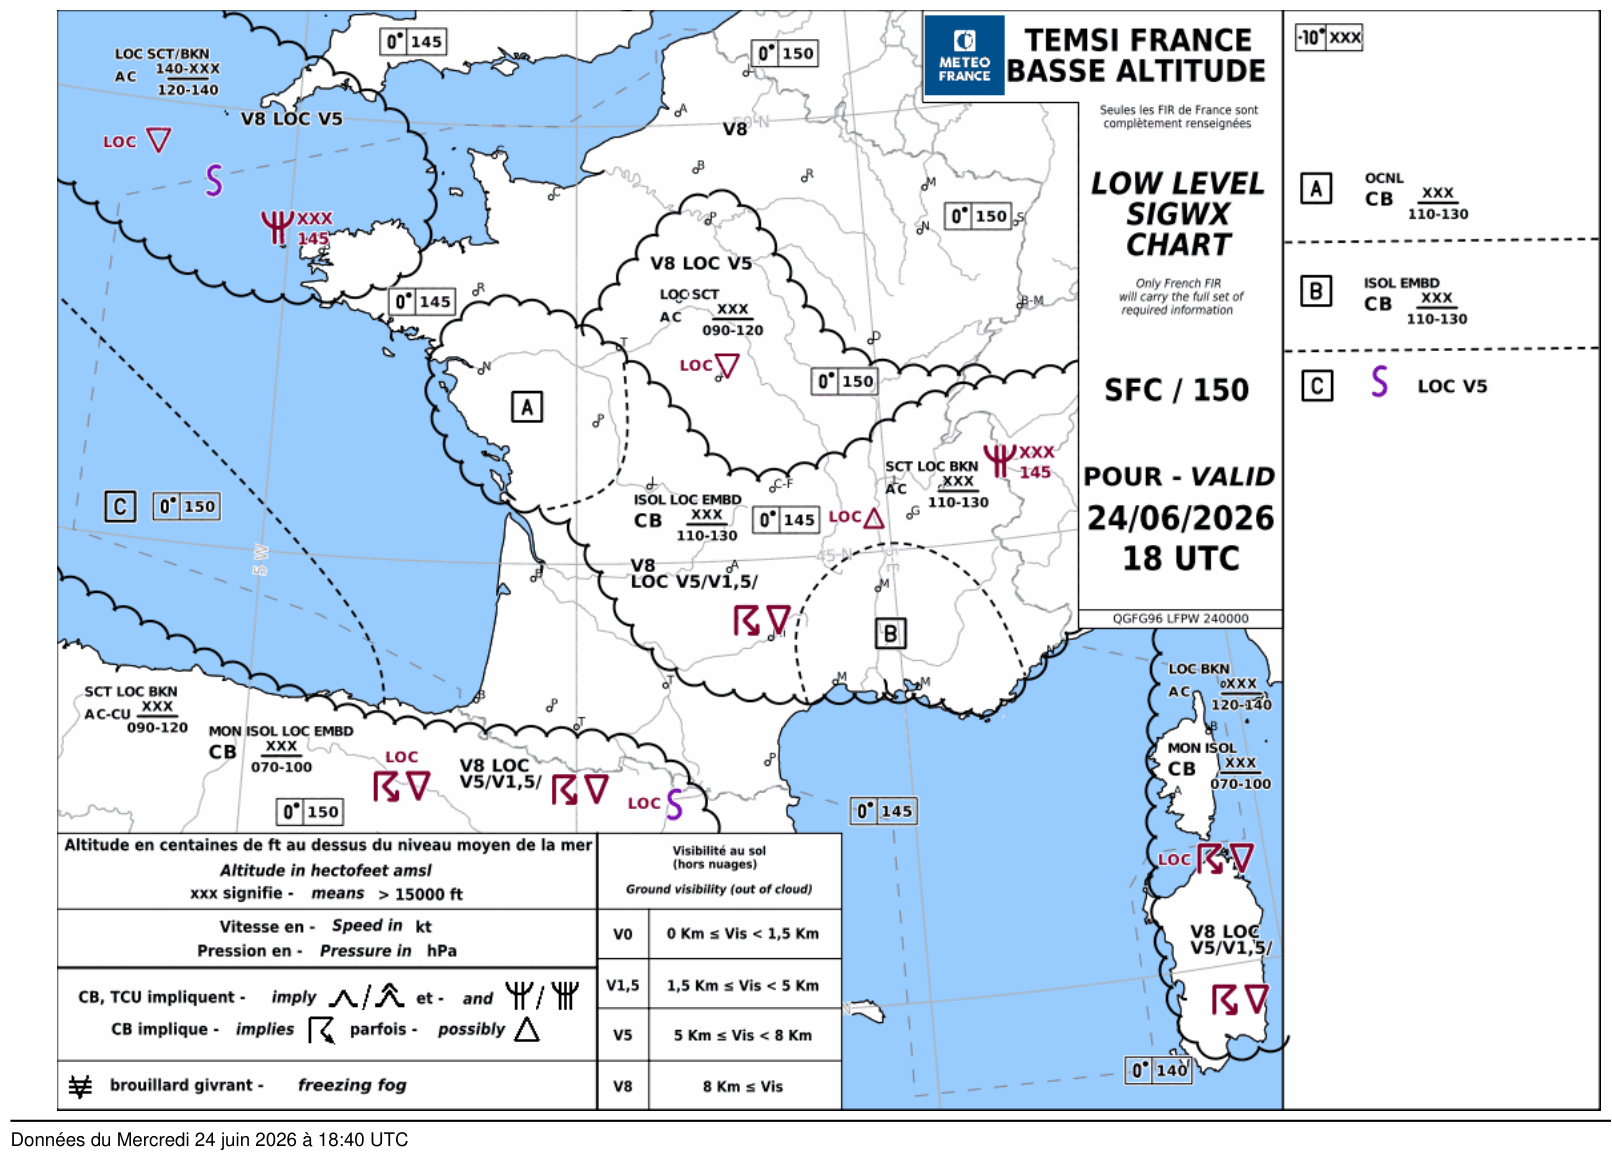 LOC SCT/BKN
AC 140-XXX
120-140
0° 145
0° 150
METEO
FRANCE
TEMSI FRANCE
BASSE ALTITUDE
-10° XXX
Seules les FIR de France sont
complètement renseignées
V8 LOC V5
LOC
V8
50°N
XXX
145
LOW LEVEL
SIGWX
CHART
A
OCNL
CB XXX
110-130
0° 150
V8 LOC V5
Only French FIR
will carry the full set of
required information
B
ISOL EMBD
CB XXX
110-130
0° 145
LOC SCT
AC XXX
090-120
LOC
0° 150
SFC / 150
C
LOC V5
A
SCT LOC BKN
AC XXX
110-130
XXX
145
POUR - VALID
24/06/2026
18 UTC
C
0° 150
ISOL LOC EMBD
CB XXX
110-130
0° 145
LOC
45 N
5 W
5 E
V8
LOC V5/V1,5/
B
QGFG96 LFPW 240000
SCT LOC BKN
AC-CU XXX
090-120
MON ISOL LOC EMBD
CB XXX
070-100
LOC
V8 LOC
V5/V1,5/
LOC
0° 150
0° 145
LOC BKN
AC XXX
120-140
MON ISOL
CB XXX
070-100
LOC
V8 LOC
V5/V1,5/
0° 140
Altitude en centaines de ft au dessus du niveau moyen de la mer
Altitude in hectofeet amsl
xxx signifie - means > 15000 ft
Vitesse en - Speed in kt
Pression en - Pressure in hPa
CB, TCU impliquent - imply / et - and /
CB implique - implies parfois - possibly
brouillard givrant - freezing fog
Visibilité au sol
(hors nuages)
Ground visibility (out of cloud)
V0 0 Km ≤ Vis < 1,5 Km
V1,5 1,5 Km ≤ Vis < 5 Km
V5 5 Km ≤ Vis < 8 Km
V8 8 Km ≤ Vis
Données du Mercredi 24 juin 2026 à 18:40 UTC